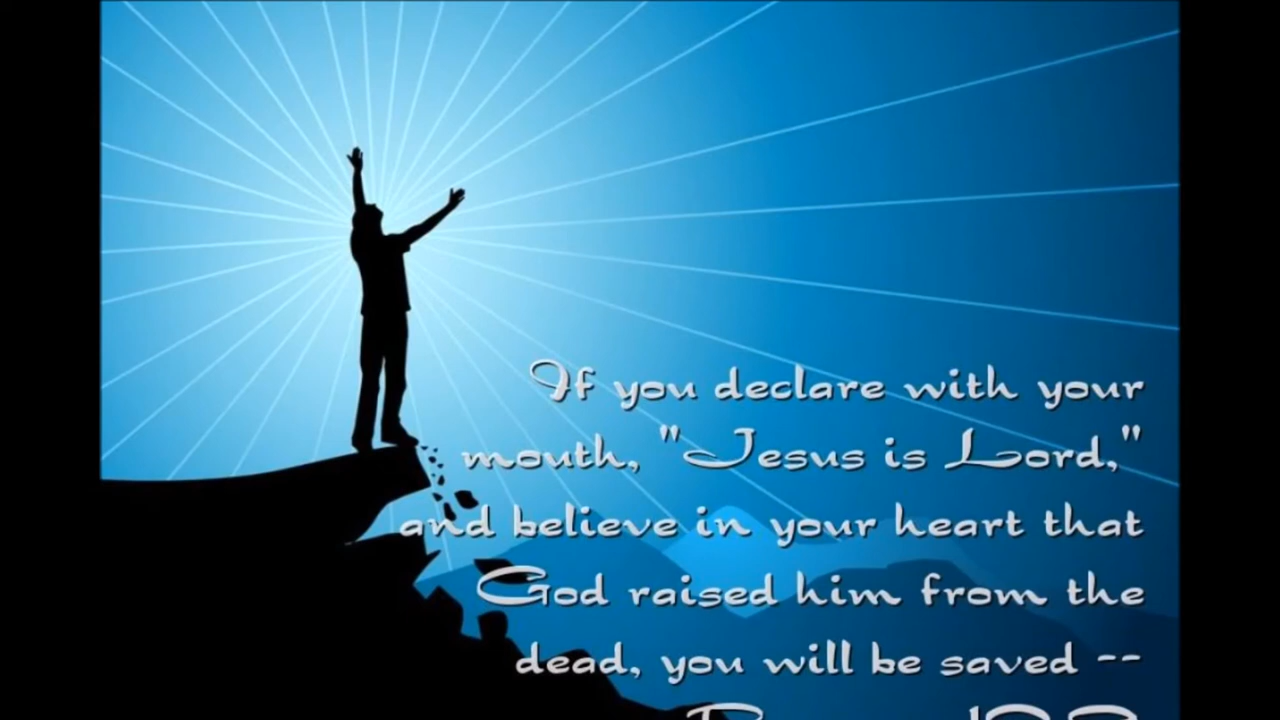 If you declare with your
mouth, "Jesus is Lord,"
and believe in your heart that
God raised him from the
dead, you will be saved --